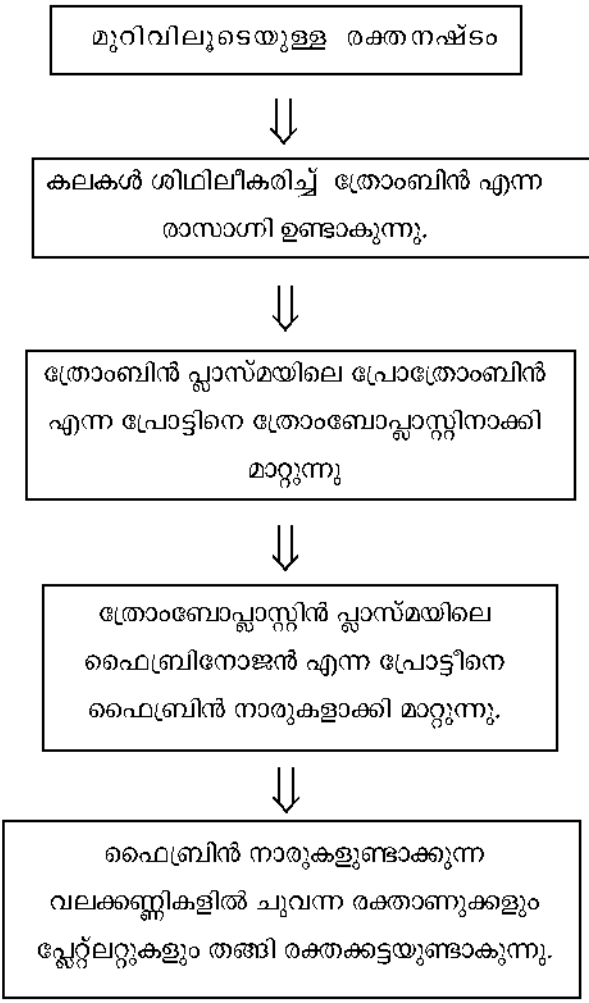 മുറിവിലൂടെയുള്ള രക്തനഷ്ടം
കലകൾ ശിഥിലീകരിച്ച് ത്രോംബിൻ എന്ന
രാസാഗ്നി ഉണ്ടാകുന്നു.
ത്രോംബിൻ പ്ലാസ്മയിലെ പ്രോത്രോംബിൻ
എന്ന പ്രോട്ടിനെ ത്രോംബോപ്ലാസ്റ്റിനാക്കി
മാറ്റുന്നു
ത്രോംബോപ്ലാസ്റ്റിൻ പ്ലാസ്മയിലെ
ഫൈബ്രിനോജൻ എന്ന പ്രോട്ടീനെ
ഫൈബ്രിൻ നാരുകളാക്കി മാറ്റുന്നു.
ഫൈബ്രിൻ നാരുകളുണ്ടാക്കുന്ന
വലക്കണ്ണികളിൽ ചുവന്ന രക്താണുക്കളും
പ്ലേറ്റ്ലറ്റുകളും തങ്ങി രക്തക്കട്ടയുണ്ടാകുന്നു.